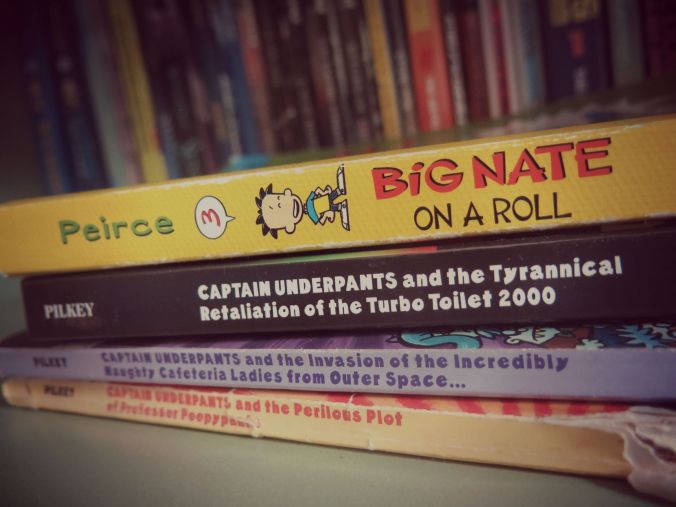 Peirce 3 BiG NATE
ON A ROLL
PILKEY CAPTAIN UNDERPANTS and the Tyrannical
Retaliation of the Turbo Toilet 2000
PILKEY CAPTAIN UNDERPANTS and the Invasion of the Incredibly
Naughty Cafeteria Ladies from Outer Space...
PILKEY CAPTAIN UNDERPANTS and the Perilous Plot
of Professor Poopypants